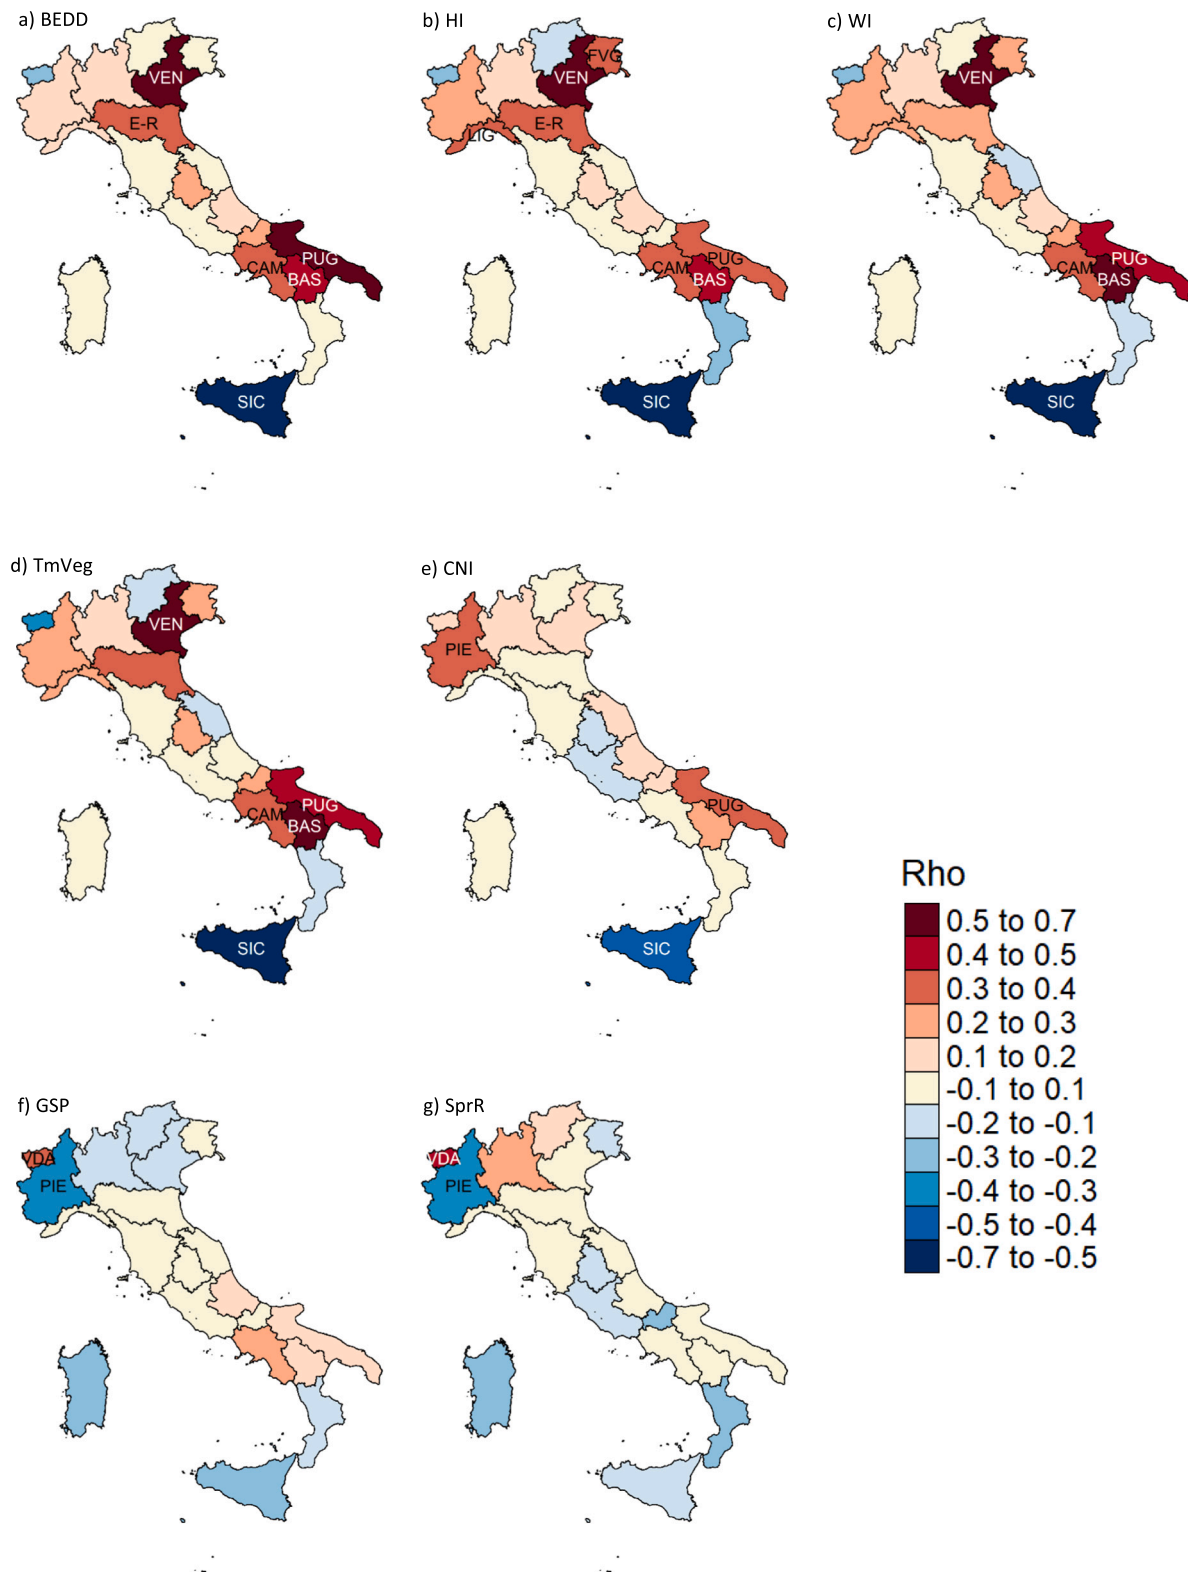 a) BEDD
VEN
E-R
CAM
PUG
BAS
SIC
b) HI
FVG
VEN
LIG
E-R
CAM
PUG
BAS
SIC
c) WI
VEN
CAM
PUG
BAS
SIC
d) TmVeg
VEN
CAM
PUG
BAS
SIC
e) CNI
PIE
PUG
SIC
Rho
0.5 to 0.7
0.4 to 0.5
0.3 to 0.4
0.2 to 0.3
0.1 to 0.2
-0.1 to 0.1
-0.2 to -0.1
-0.3 to -0.2
-0.4 to -0.3
-0.5 to -0.4
-0.7 to -0.5
f) GSP
VDA
PIE
g) SprR
VDA
PIE